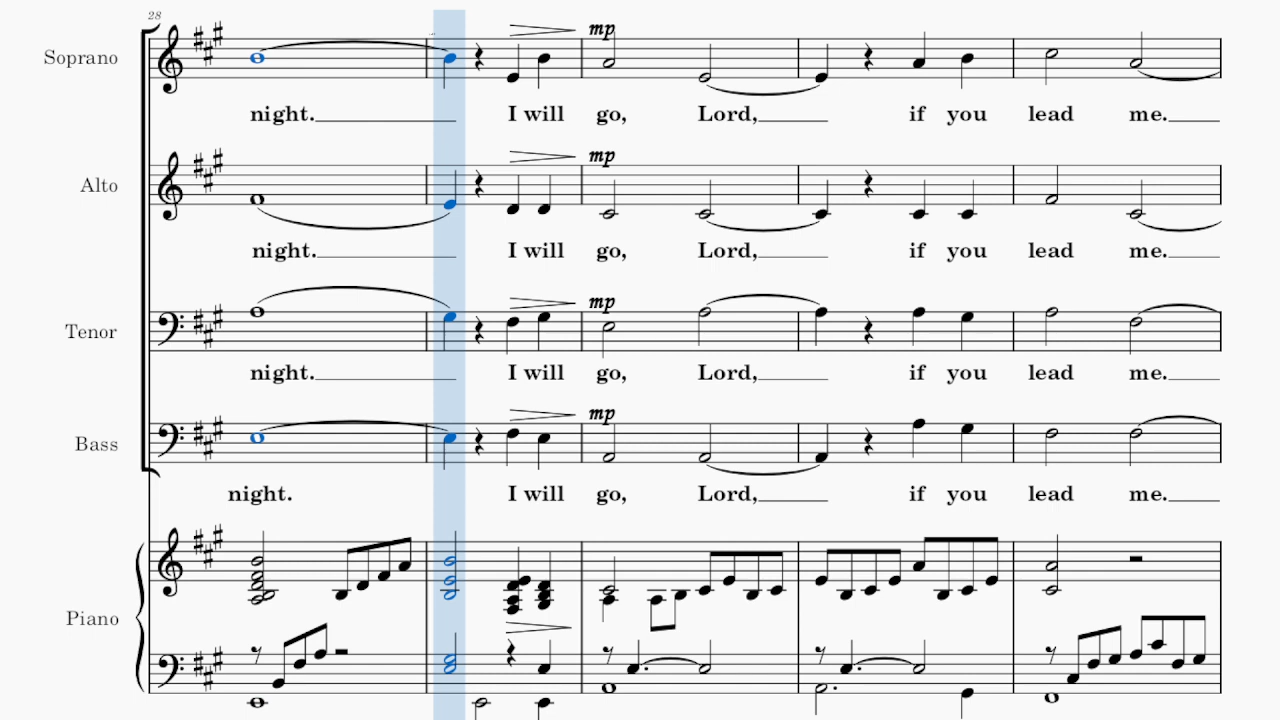 28
mp
Soprano
night. I will go, Lord, if you lead me.
mp
Alto
night. I will go, Lord, if you lead me.
mp
Tenor
night. I will go, Lord, if you lead me.
mp
Bass
night. I will go, Lord, if you lead me.
Piano